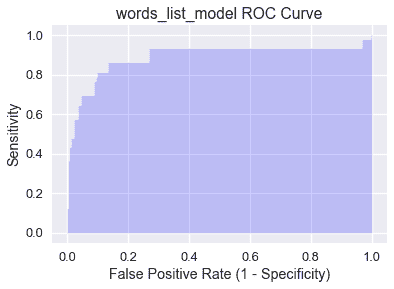 words_list_model ROC Curve
1.0
0.8
0.6
0.4
0.2
0.0
Sensitivity
0.0 0.2 0.4 0.6 0.8 1.0
False Positive Rate (1 - Specificity)